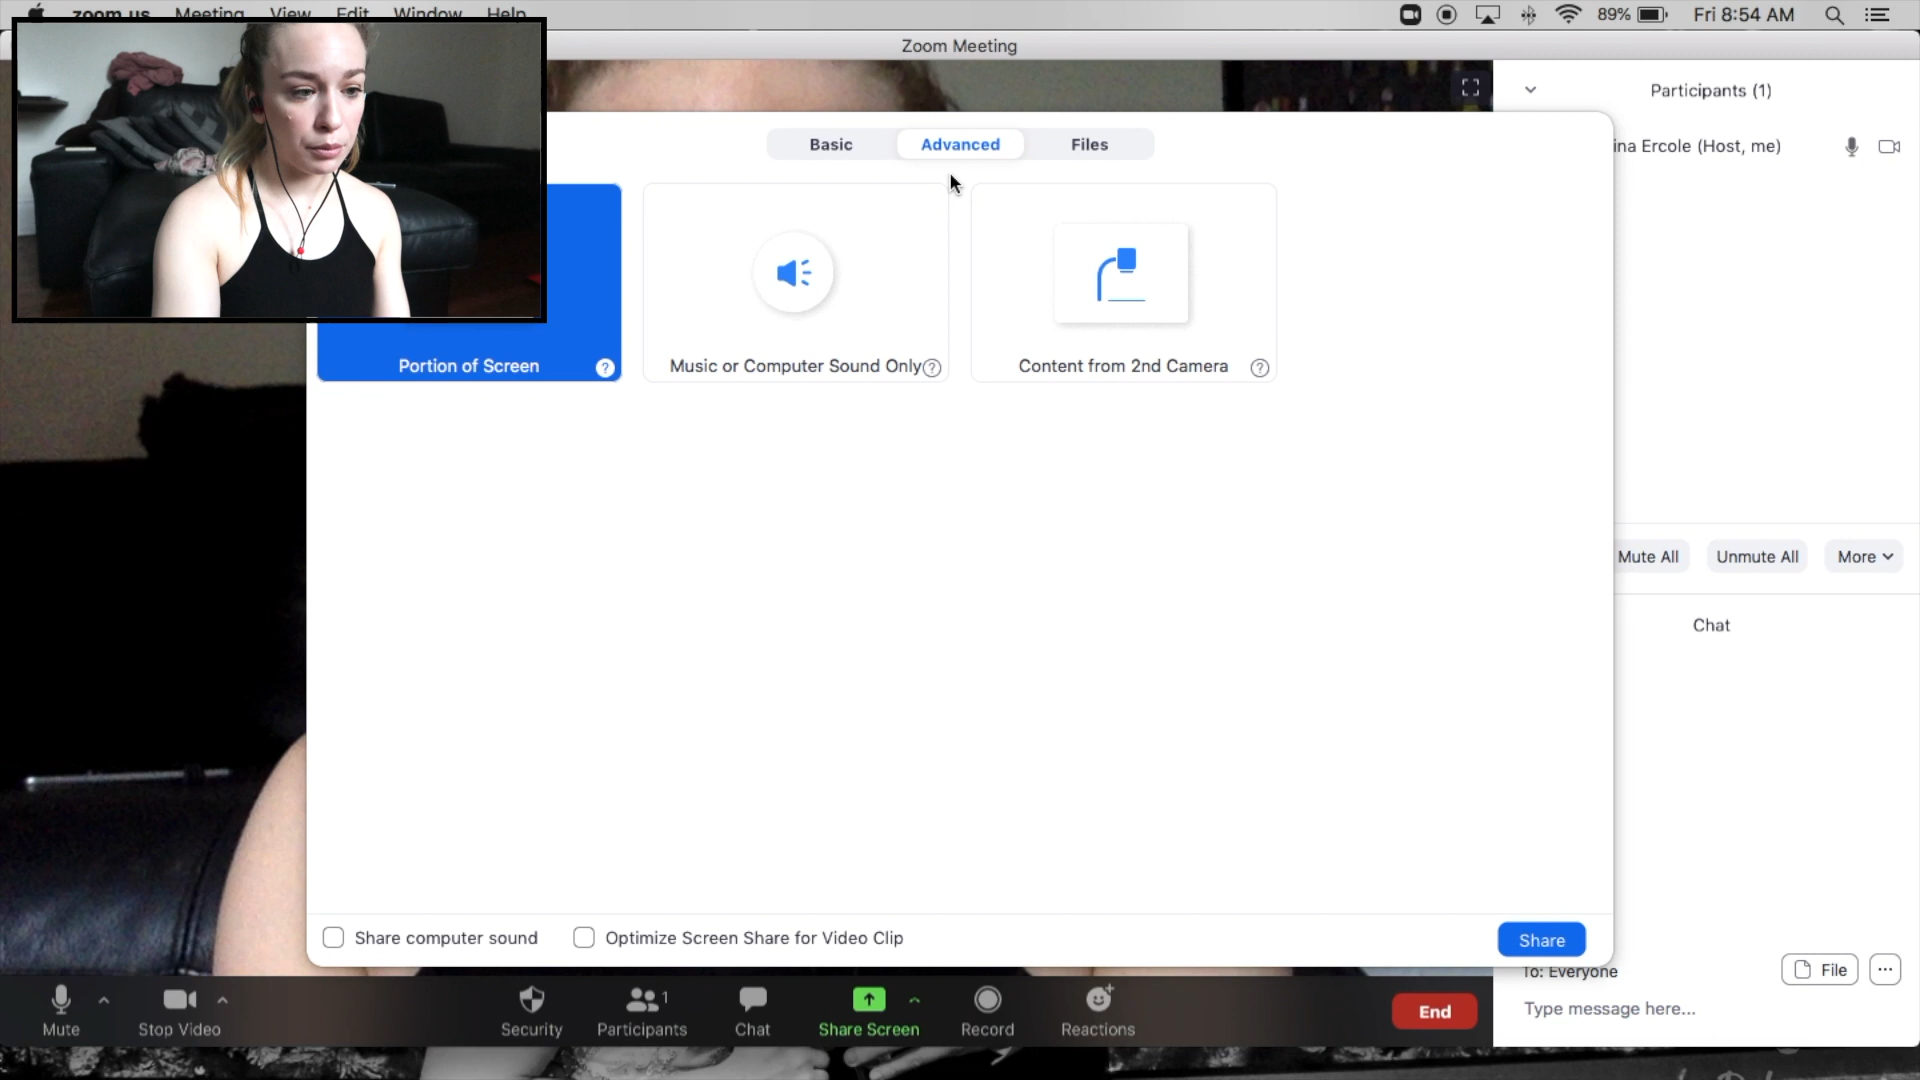 zoom.us Meeting View Edit Window Help
89% Fri 8:54 AM
Zoom Meeting
Participants (1)
Basic Advanced Files
ina Ercole (Host, me)
Portion of Screen ?
Music or Computer Sound Only ?
Content from 2nd Camera ?
Mute All Unmute All More
Chat
Share computer sound Optimize Screen Share for Video Clip Share
To: Everyone File
Type message here...
Mute Stop Video Security Participants 1 Chat Share Screen Record Reactions End